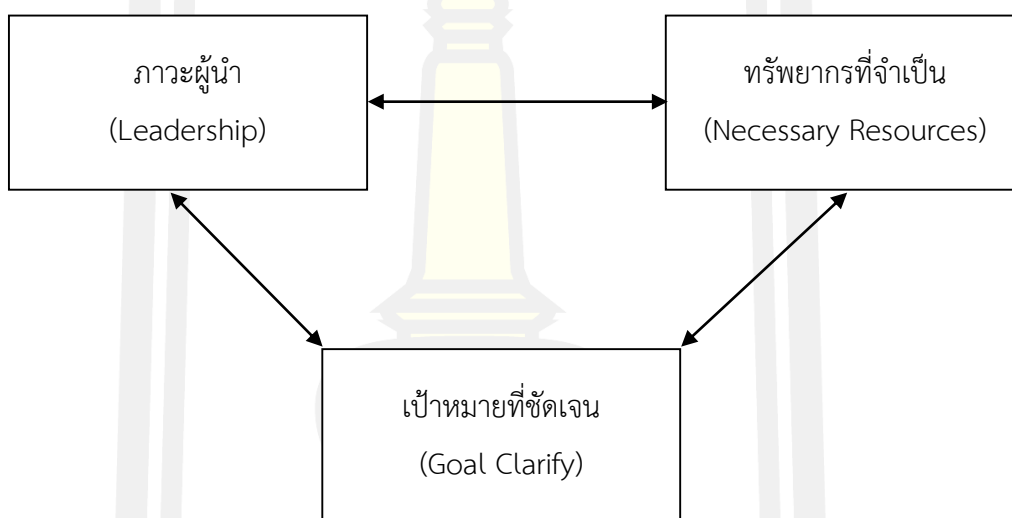 ภาวะผู้นำ
(Leadership)
ทรัพยากรที่จำเป็น
(Necessary Resources)
เป้าหมายที่ชัดเจน
(Goal Clarify)